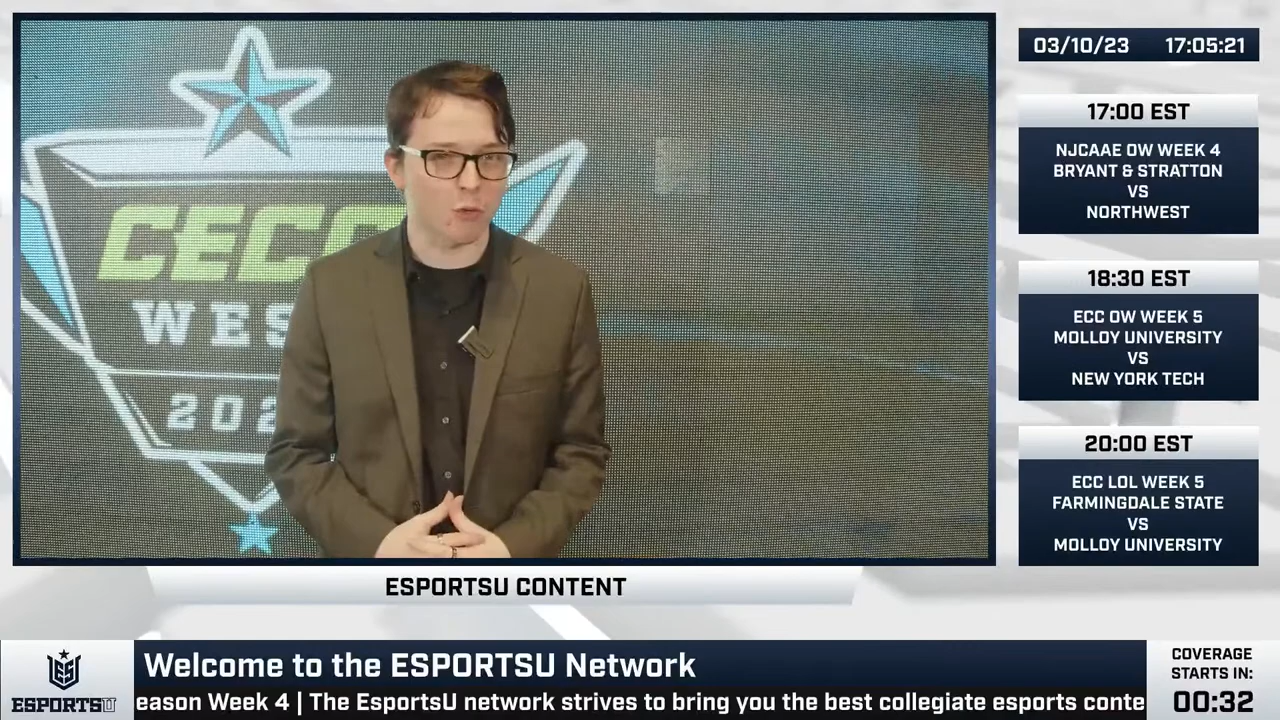 CECC
WES
202
03/10/23 17:05:21
17:00 EST
NJCAAE OW WEEK 4
BRYANT & STRATTON
VS
NORTHWEST
18:30 EST
ECC OW WEEK 5
MOLLOY UNIVERSITY
VS
NEW YORK TECH
20:00 EST
ECC LOL WEEK 5
FARMINGDALE STATE
VS
MOLLOY UNIVERSITY
ESPORTSU CONTENT
ESPORTSU
Welcome to the ESPORTSU Network
eason Week 4 | The EsportsU network strives to bring you the best collegiate esports conte
COVERAGE
STARTS IN:
00:32